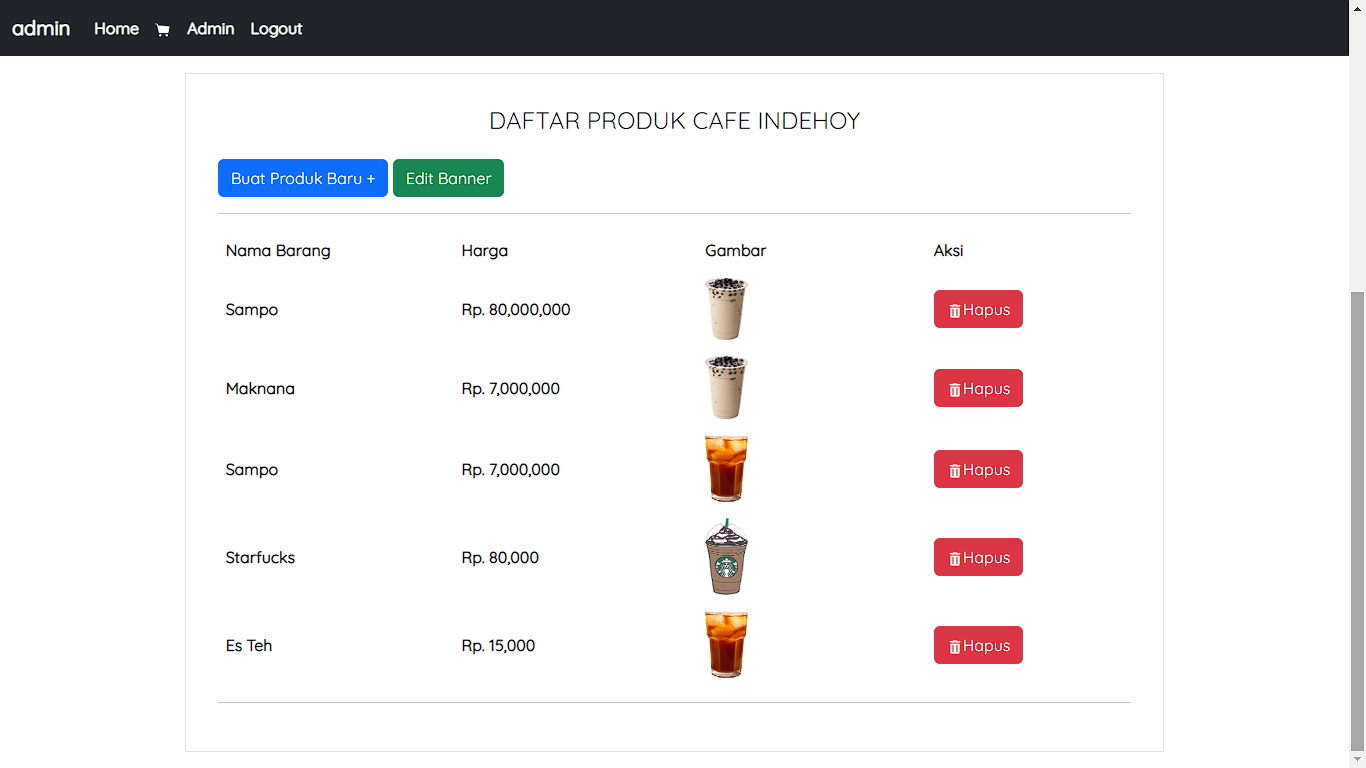 admin Home Admin Logout
DAFTAR PRODUK CAFE INDEHOY
Buat Produk Baru + Edit Banner
Nama Barang Harga Gambar Aksi
Sampo Rp. 80,000,000 Hapus
Maknana Rp. 7,000,000 Hapus
Sampo Rp. 7,000,000 Hapus
Starfucks Rp. 80,000 Hapus
Es Teh Rp. 15,000 Hapus